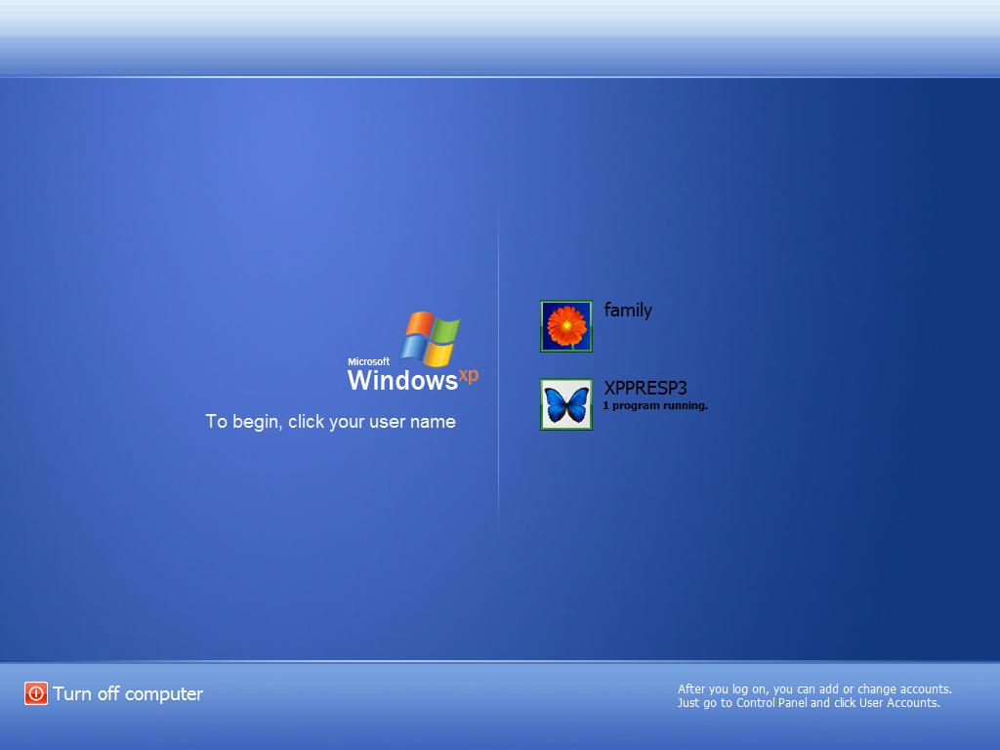 Microsoft
Windows xp
To begin, click your user name
family
XPPRESP3
1 program running.
Turn off computer
After you log on, you can add or change accounts.
Just go to Control Panel and click User Accounts.